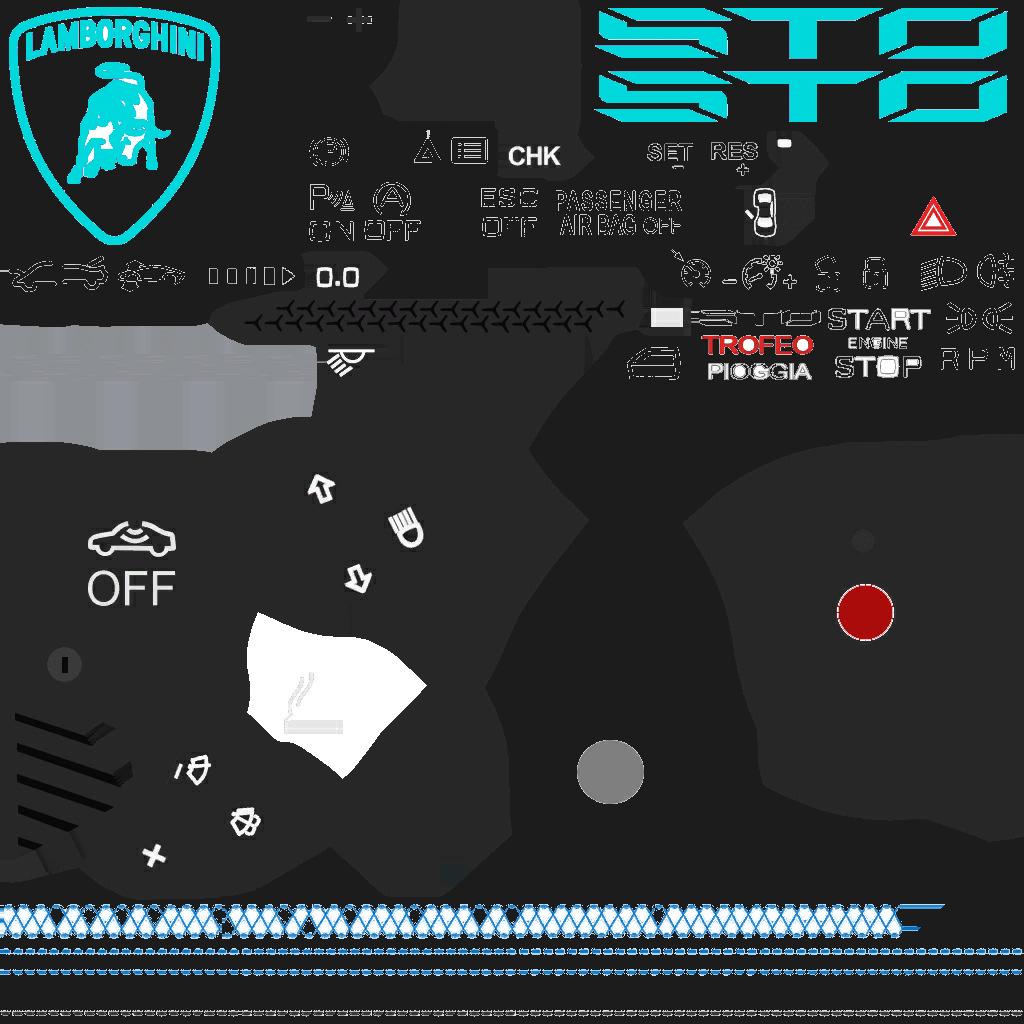 LAMBORGHINI
STO
STO
CHK
SET RES
ON OFF
ESC
OFF
PASSENGER
AIR BAG OFF
0.0
START
ENGINE
STOP
TROFEO
PIOGGIA
RPM
OFF